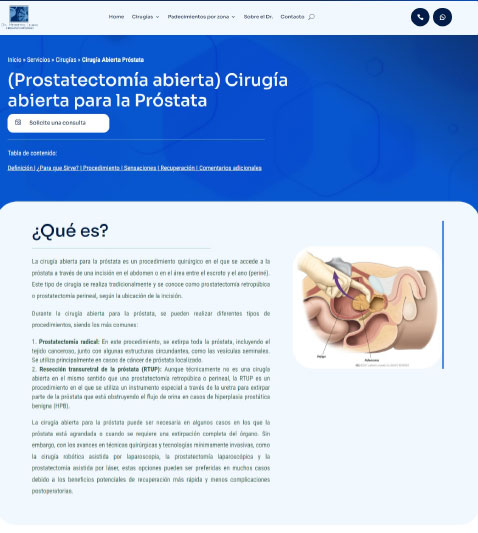 Home Cirugías Padecimientos por zona Sobre el Dr. Contacto
Inicio » Servicios » Cirugías » Cirugía Abierta Próstata
(Prostatectomía abierta) Cirugía
abierta para la Próstata
Solicite una consulta
Tabla de contenido:
Definición | ¿Para que Sirve? | Procedimiento | Sensaciones | Recuperación | Comentarios adicionales
¿Qué es?
La cirugía abierta para la próstata es un procedimiento quirúrgico en el que se accede a la
próstata a través de una incisión en el abdomen o en el área entre el escroto y el ano (periné).
Este tipo de cirugía se realiza tradicionalmente y se conoce como prostatectomía retropúbica
o prostatectomía perineal, según la ubicación de la incisión.
Durante la cirugía abierta para la próstata, se pueden realizar diferentes tipos de
procedimientos, siendo los más comunes:
1. Prostatectomía radical: En este procedimiento, se extirpa toda la próstata, incluyendo el
tejido canceroso, junto con algunas estructuras circundantes, como las vesículas seminales.
Se utiliza principalmente en casos de cáncer de próstata localizado.
2. Resección transuretral de la próstata (RTUP): Aunque técnicamente no es una cirugía
abierta en el mismo sentido que una prostatectomía retropúbica o perineal, la RTUP es un
procedimiento en el que se utiliza un instrumento especial a través de la uretra para extirpar
parte de la próstata que está obstruyendo el flujo de orina en casos de hiperplasia prostática
benigna (HPB).
La cirugía abierta para la próstata puede ser necesaria en algunos casos en los que la
próstata está agrandada o cuando se requiere una extirpación completa del órgano. Sin
embargo, con los avances en técnicas quirúrgicas y tecnologías mínimamente invasivas, como
la cirugía robótica asistida por laparoscopia, la prostatectomía laparoscópica y la
prostatectomía asistida por láser, estas opciones pueden ser preferidas en muchos casos
debido a los beneficios potenciales de recuperación más rápida y menos complicaciones
postoperatorias.
Vejiga
Adenoma